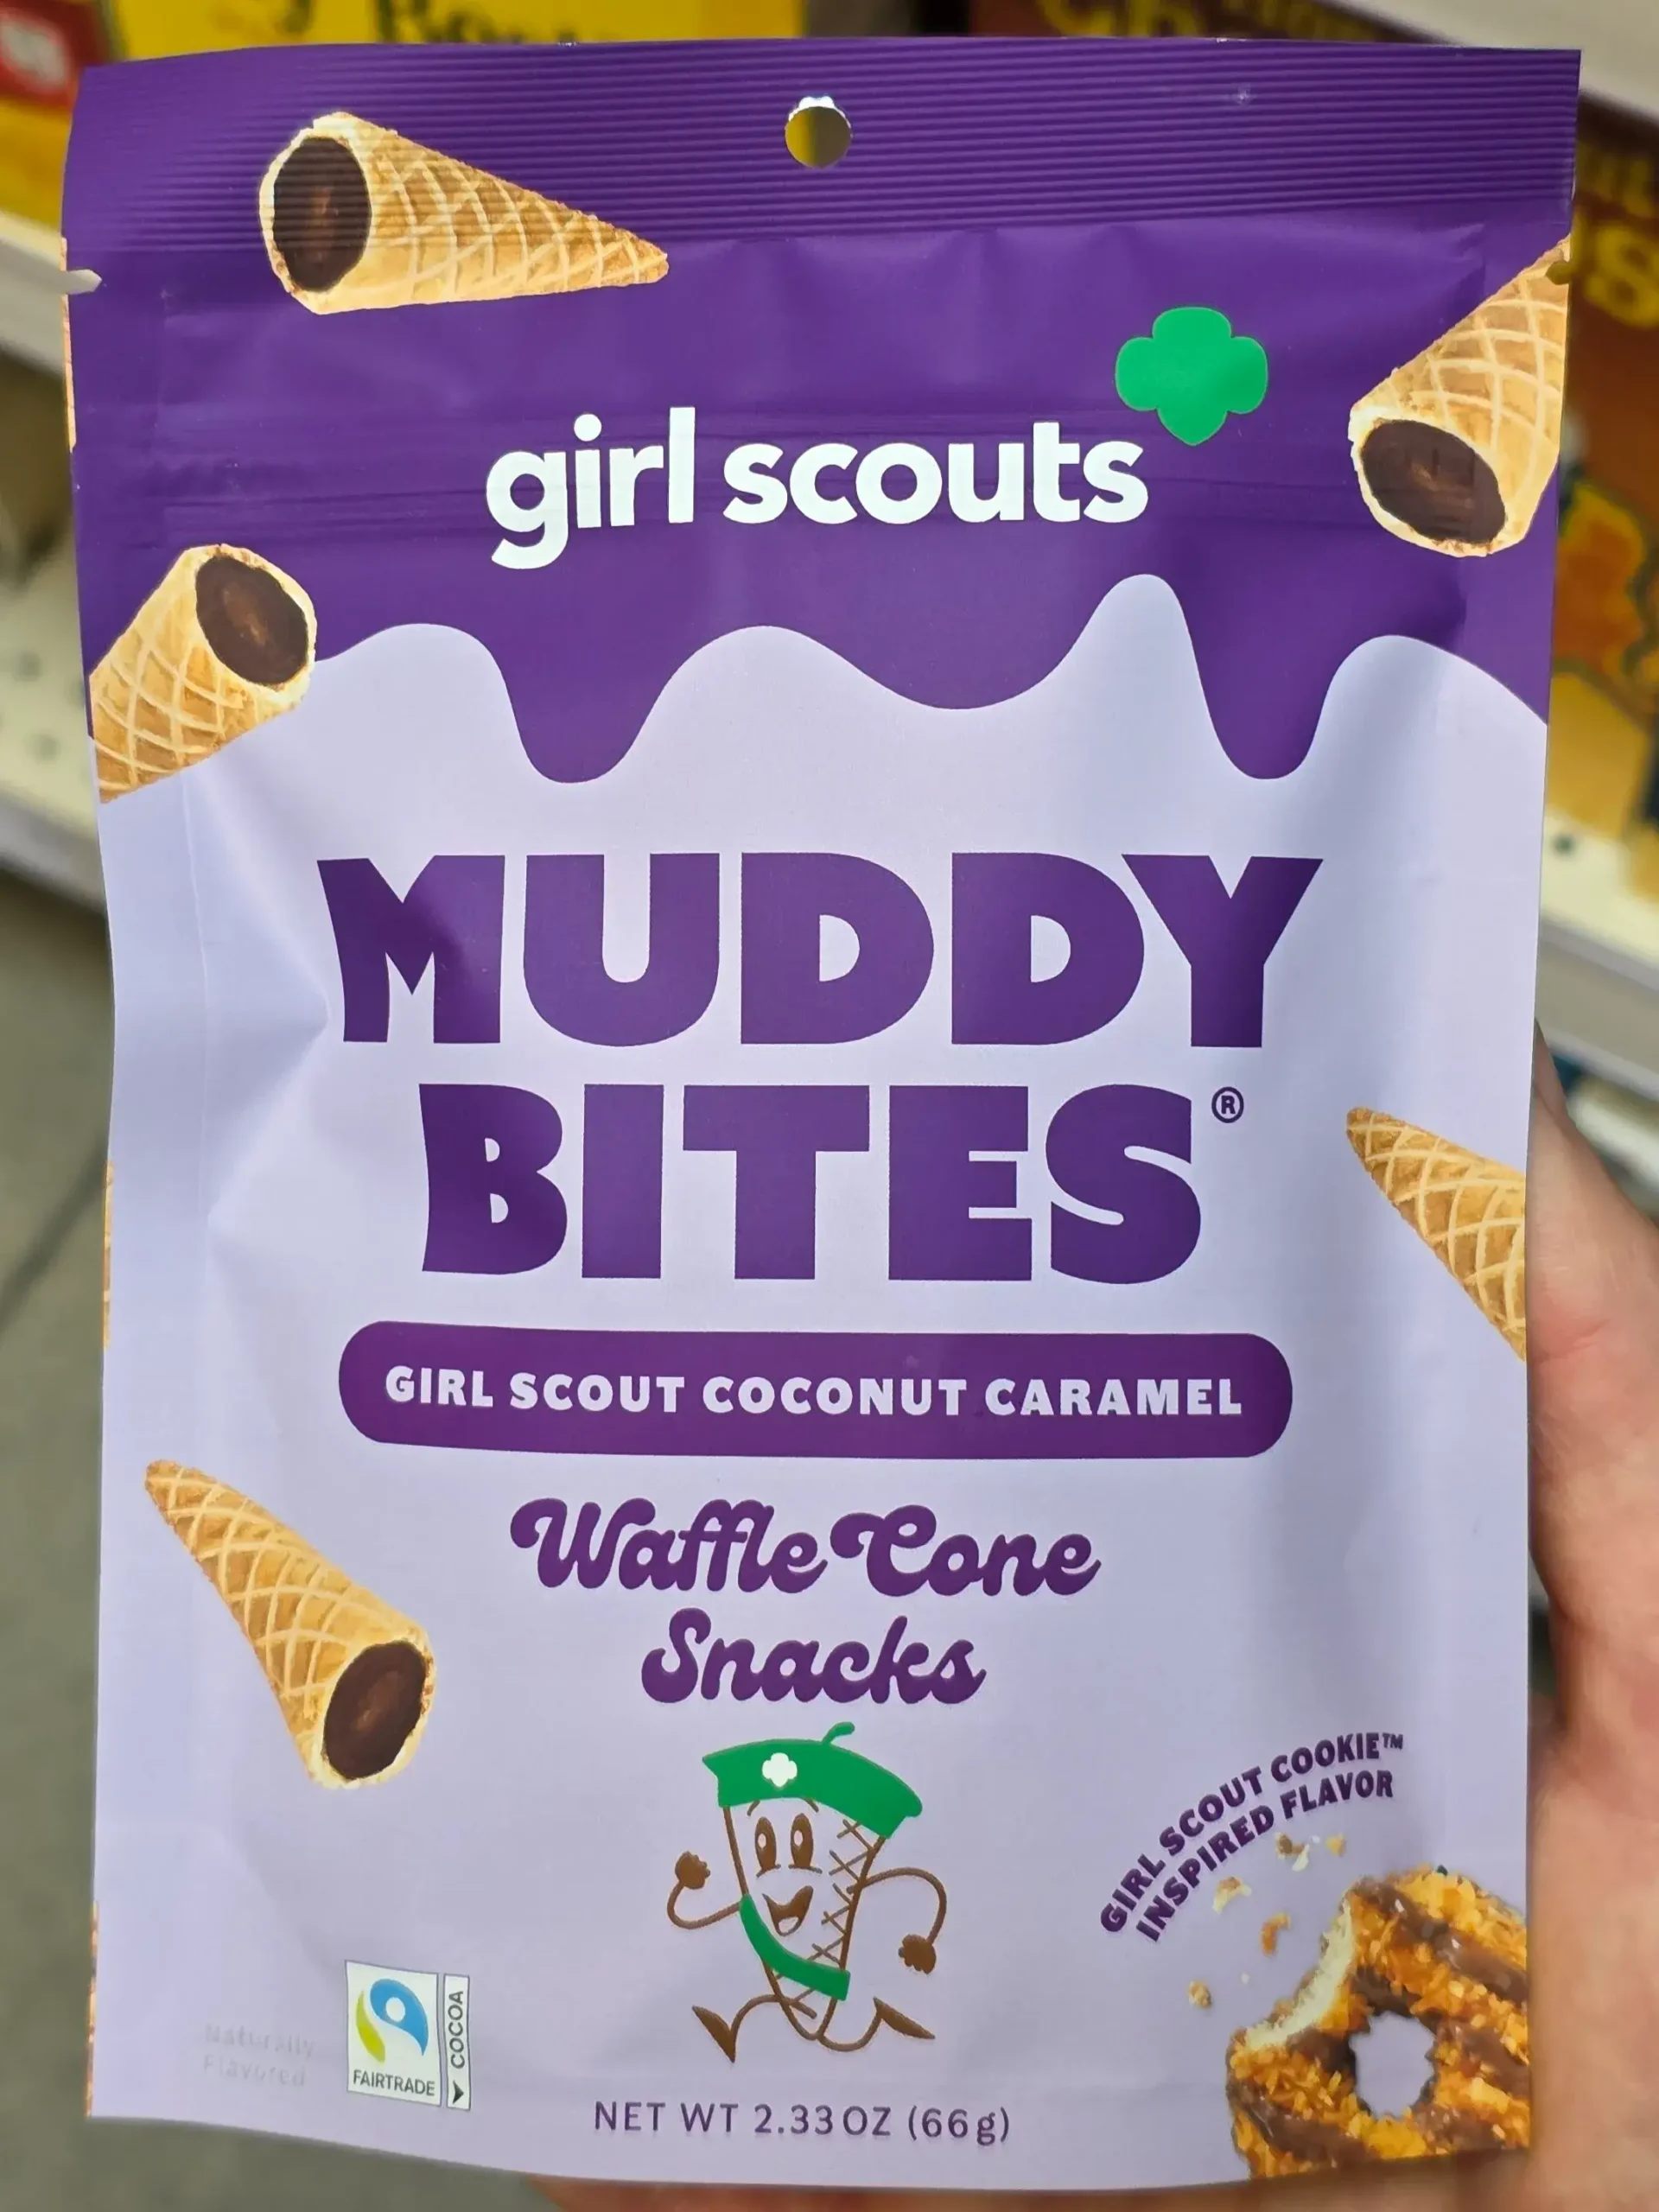 girl scouts
MUDDY
BITES®
GIRL SCOUT COCONUT CARAMEL
Waffle Cone
Snacks
GIRL SCOUT COOKIE™
INSPIRED FLAVOR
Naturally
Flavored
FAIRTRADE
COCOA
NET WT 2.33 OZ (66g)